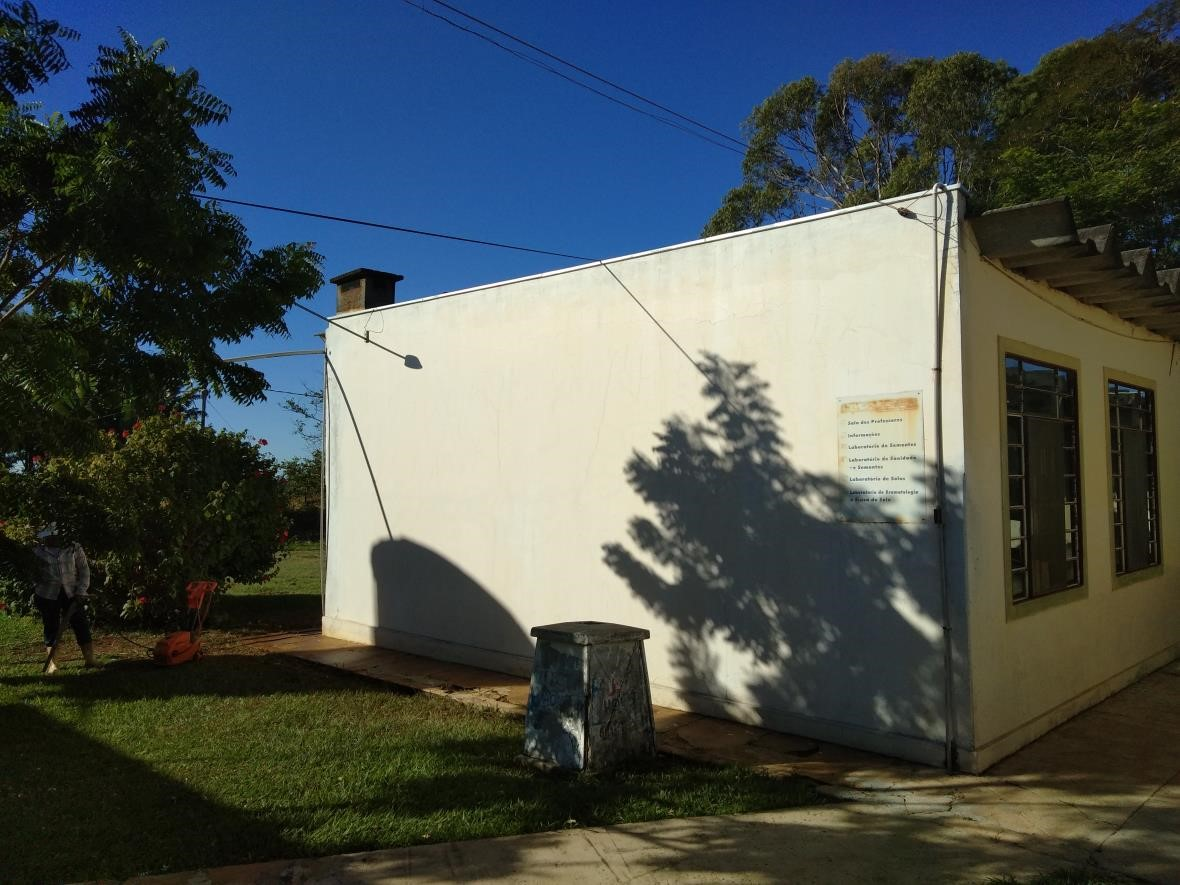 Sala dos Professores
Informações
Laboratório de Sementes
Laboratório de Sanidade
de Sementes
Laboratório de Solos
Laboratório de Bromatologia
e Física do Solo